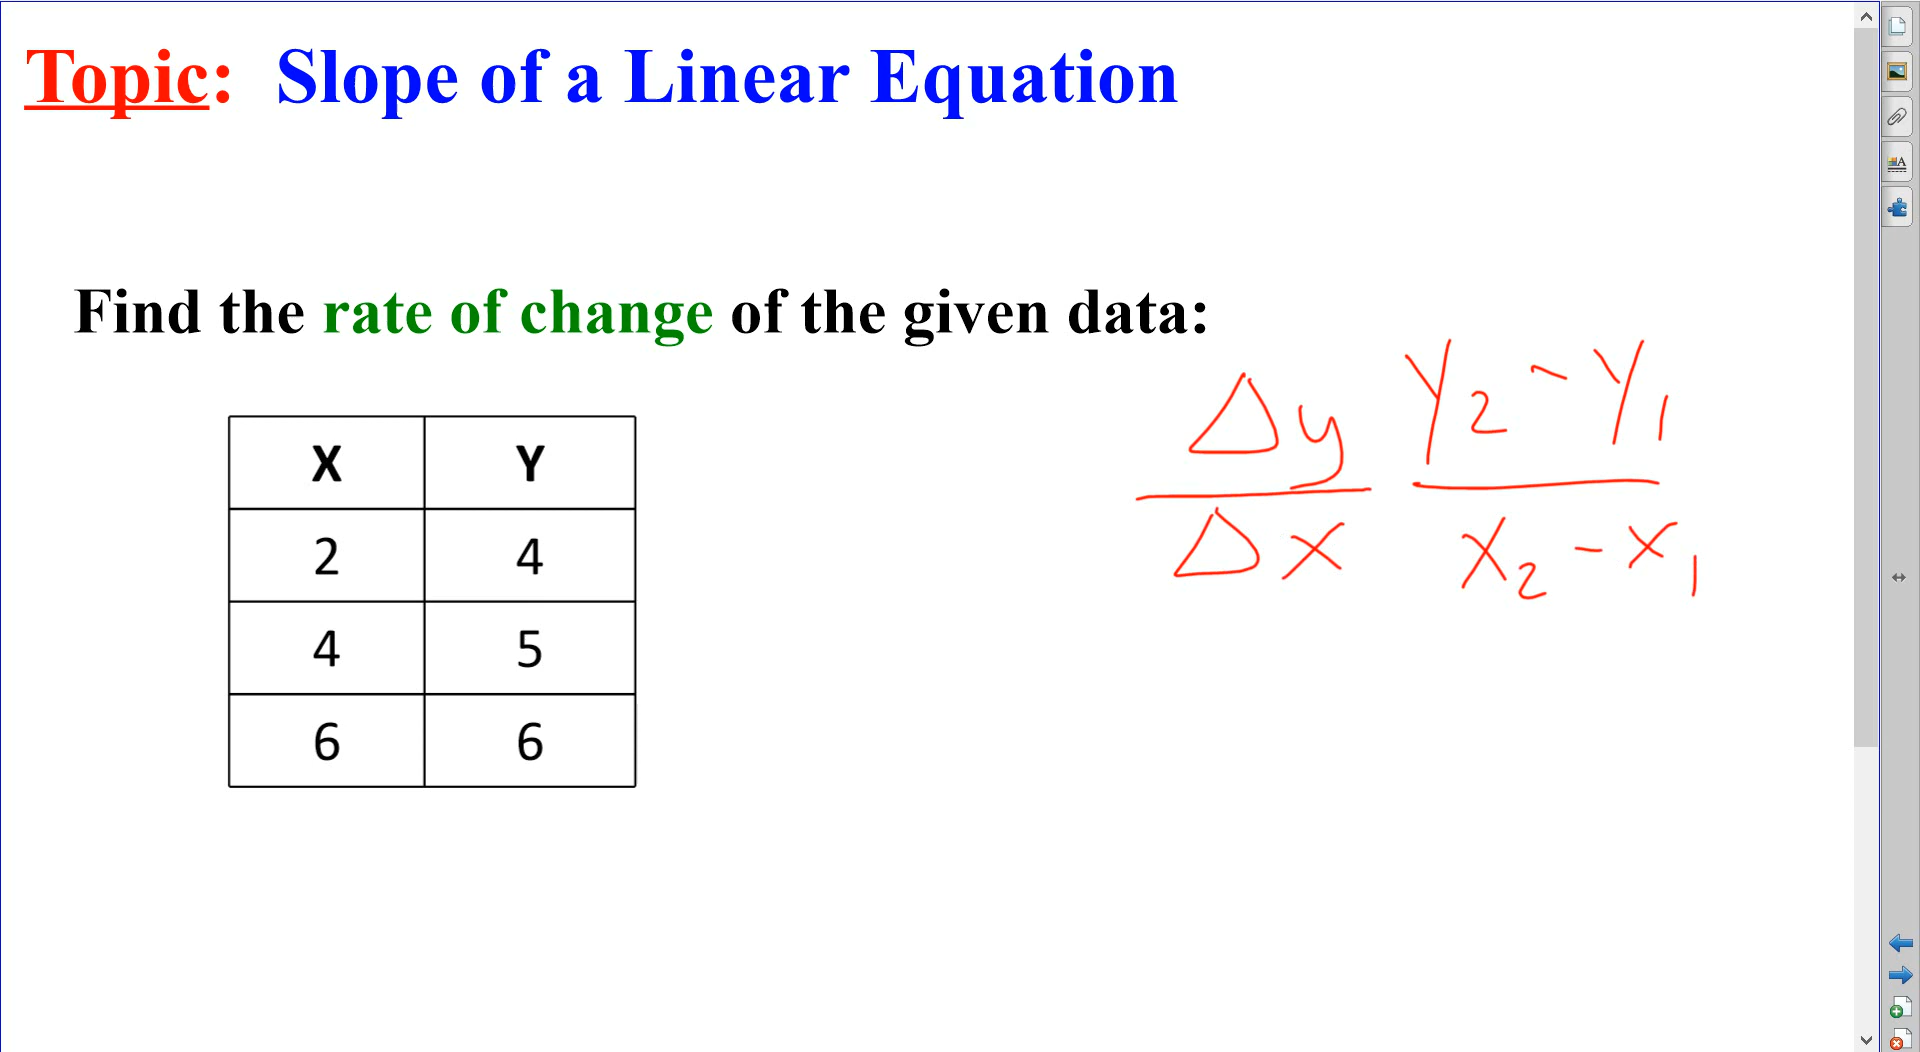 Topic: Slope of a Linear Equation
Find the rate of change of the given data:
Δy Y2 - Y1
Δx X2 - X1
X Y
2 4
4 5
6 6